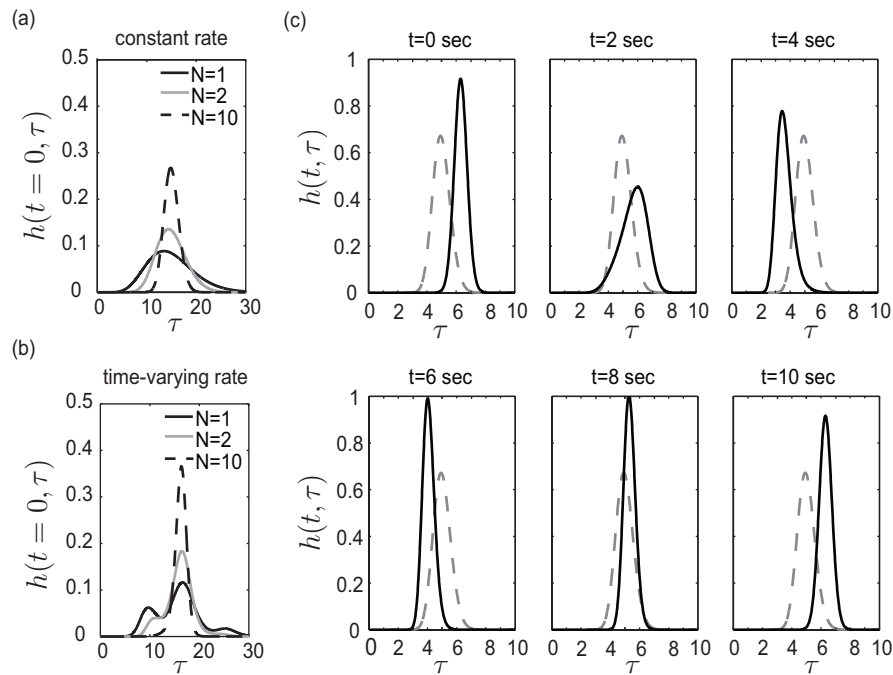 (a)
constant rate
0.5
0.4
0.3
0.2
0.1
0
N=1
N=2
N=10
h(t = 0, τ)
0 10 20 30
τ
(b)
time-varying rate
0.5
0.4
0.3
0.2
0.1
0
N=1
N=2
N=10
h(t = 0, τ)
0 10 20 30
τ
(c)
t=0 sec
t=2 sec
t=4 sec
1
0.8
0.6
0.4
0.2
0
h(t, τ)
0 2 4 6 8 10
0 2 4 6 8 10
0 2 4 6 8 10
τ
τ
τ
t=6 sec
t=8 sec
t=10 sec
1
0.8
0.6
0.4
0.2
0
h(t, τ)
0 2 4 6 8 10
0 2 4 6 8 10
0 2 4 6 8 10
τ
τ
τ